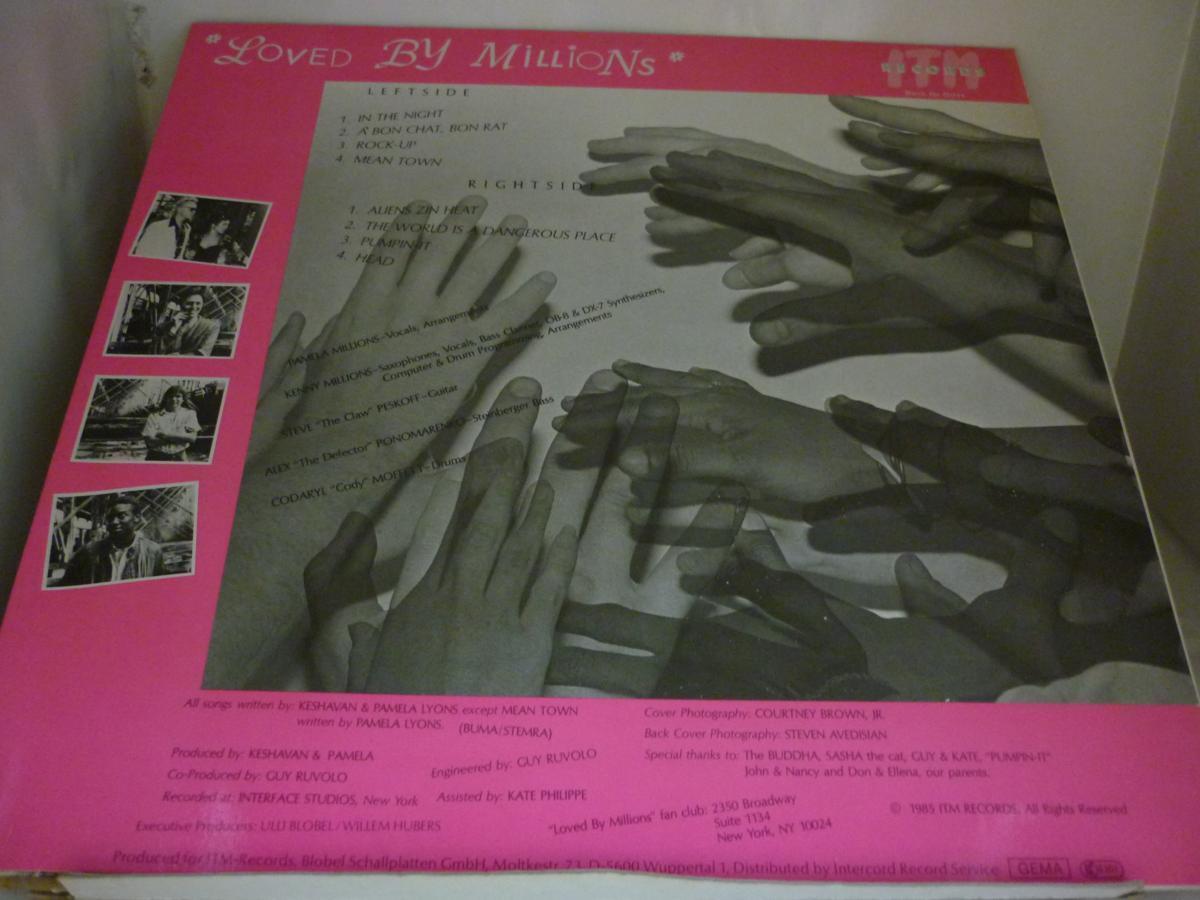 *LOVED BY MILLIONS*
ITM
RECORDS
LEFTSIDE
1. IN THE NIGHT
2. A' BON CHAT, BON RAT
3. ROCK-UP
4. MEAN TOWN
RIGHTSIDE
1. ALIENS ZIN HEAT
2. THE WORLD IS A DANGEROUS PLACE
3. PUMPIN-IT
4. HEAD
PAMELA MILLIONS–Vocals, Arrangements
KENNY MILLIONS–Saxophones, Vocals, Bass Clarinet, OB-8 & DX-7 Synthesizers,
Computer & Drum Programming, Arrangements
STEVE "The Claw" PESKOFF–Guitar
ALEX "The Defector" PONOMARENKO–Steinberger Bass
CODARYL "Cody" MOFFETT–Drums
All songs written by: KESHAVAN & PAMELA LYONS except MEAN TOWN
written by PAMELA LYONS. (BUMA/STEMRA)
Produced by: KESHAVAN & PAMELA
Co-Produced by: GUY RUVOLO
Engineered by: GUY RUVOLO
Recorded at: INTERFACE STUDIOS, New York
Assisted by: KATE PHILIPPE
Executive Producers: ULLI BLOBEL/WILLEM HUBERS
Cover Photography: COURTNEY BROWN, JR.
Back Cover Photography: STEVEN AVEDISIAN
Special thanks to: The BUDDHA, SASHA the cat, GUY & KATE, "PUMPIN-IT"
John & Nancy and Don & Ellena, our parents.
"Loved By Millions" fan club: 2350 Broadway
Suite 1134
New York, NY 10024
© 1985 ITM RECORDS, All Rights Reserved
Produced for ITM-Records, Blobel Schallplatten GmbH, Moltkestr. 73, D-5600 Wuppertal 1, Distributed by Intercord Record Service GEMA